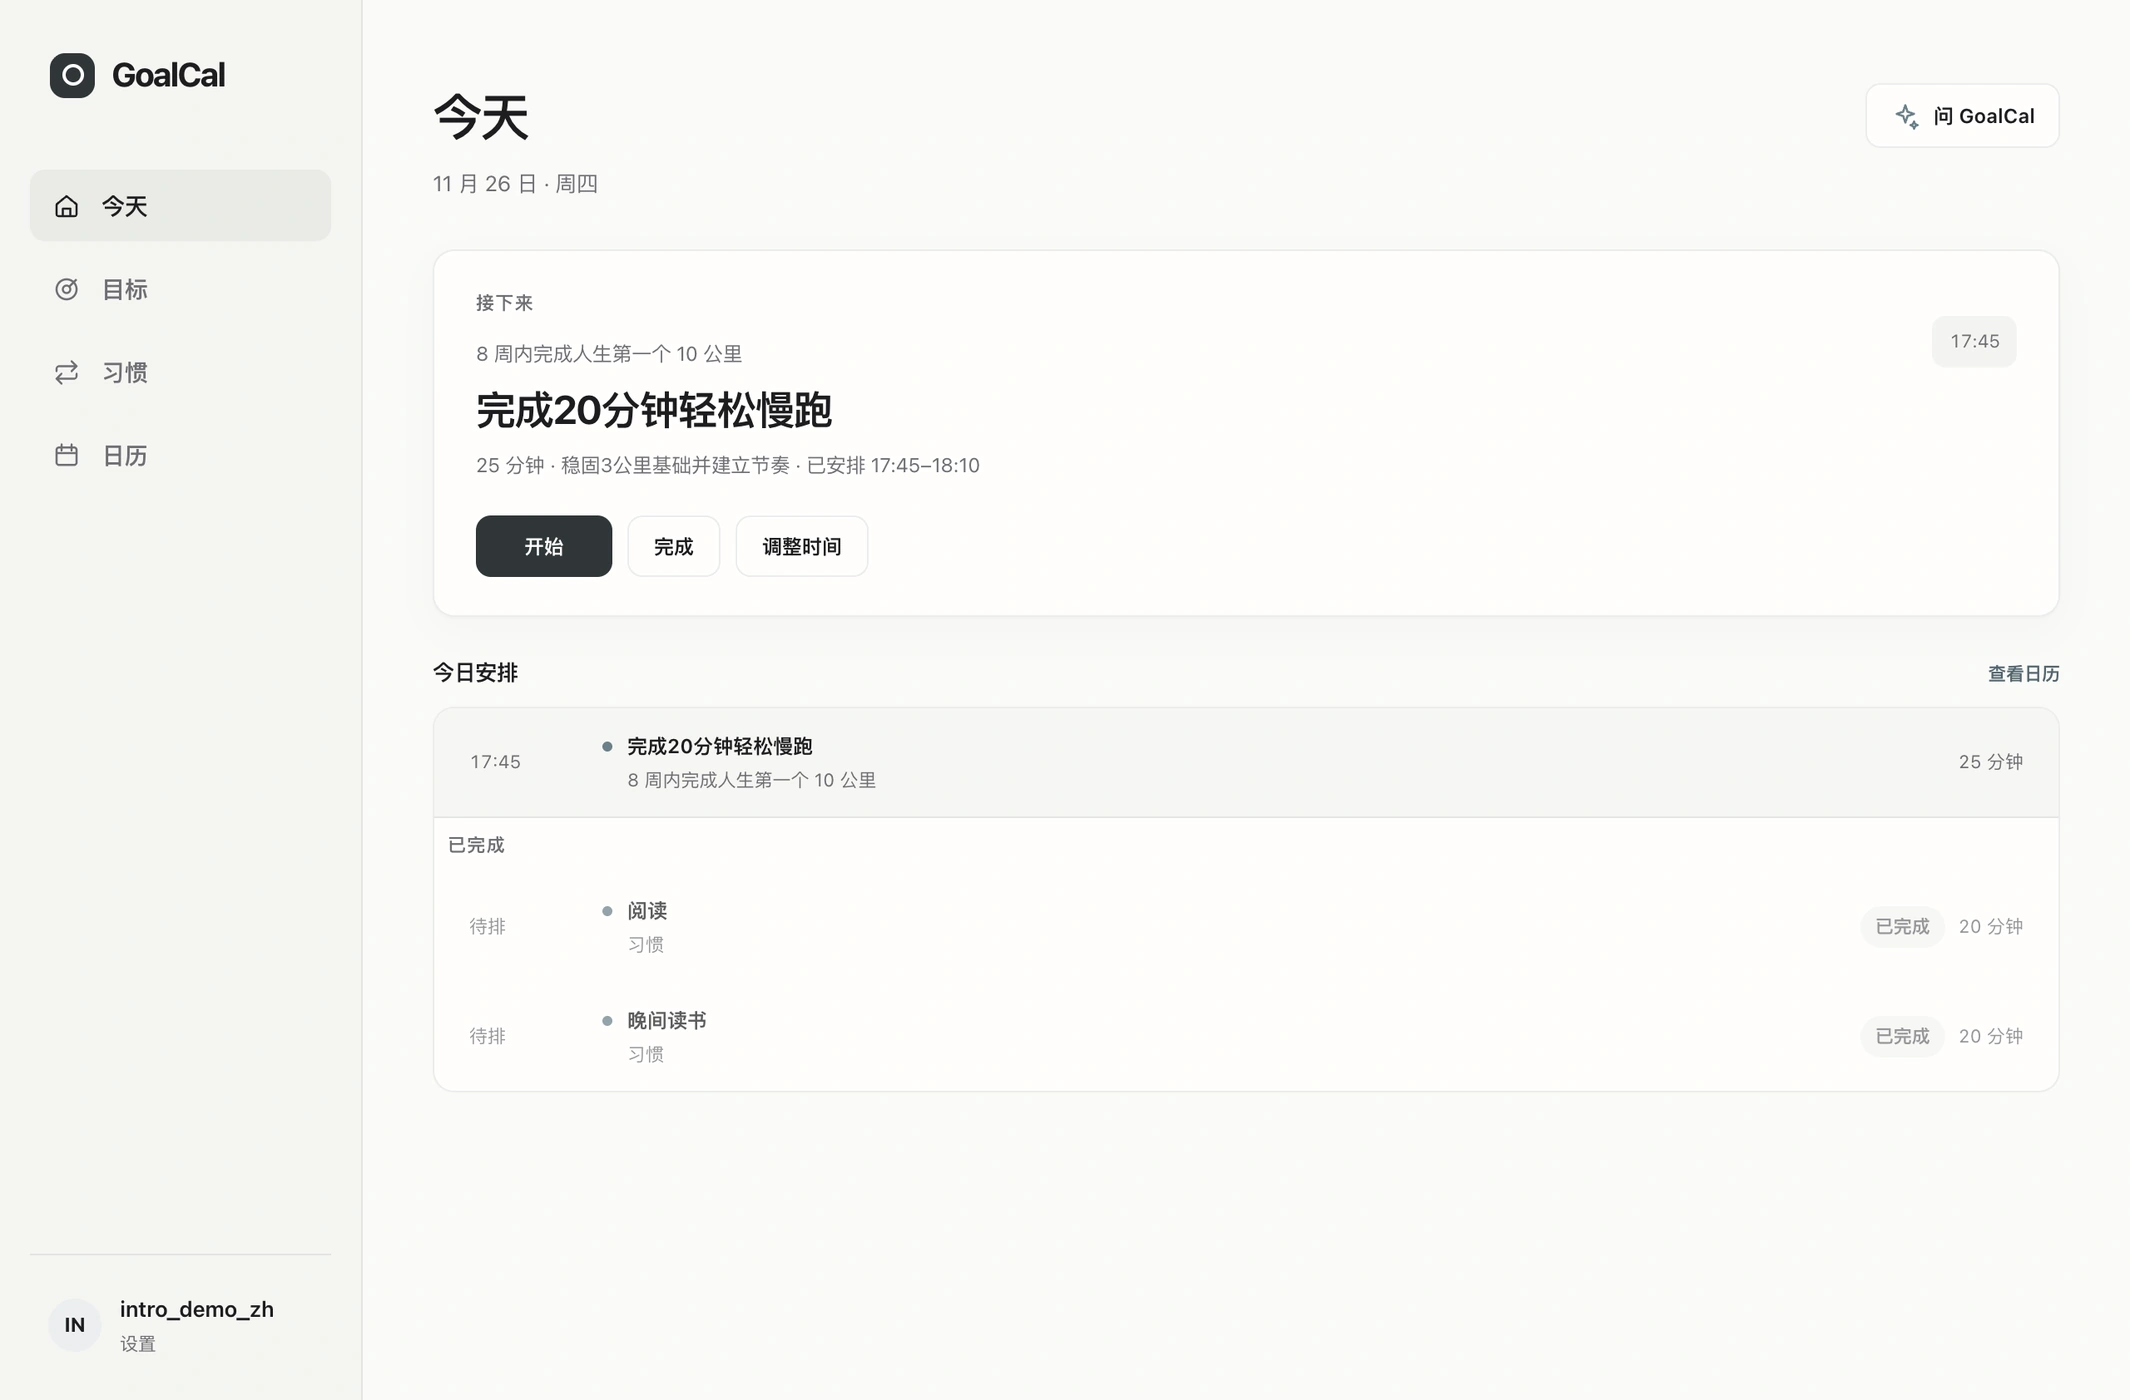 GoalCal
今天
目标
习惯
日历
intro_demo_zh
IN
设置
今天
问 GoalCal
11 月 26 日 · 周四
接下来
8 周内完成人生第一个 10 公里
17:45
完成20分钟轻松慢跑
25 分钟 · 稳固3公里基础并建立节奏 · 已安排 17:45–18:10
开始
完成
调整时间
今日安排
查看日历
17:45
完成20分钟轻松慢跑
8 周内完成人生第一个 10 公里
25 分钟
已完成
待排
阅读
习惯
已完成
20 分钟
待排
晚间读书
习惯
已完成
20 分钟